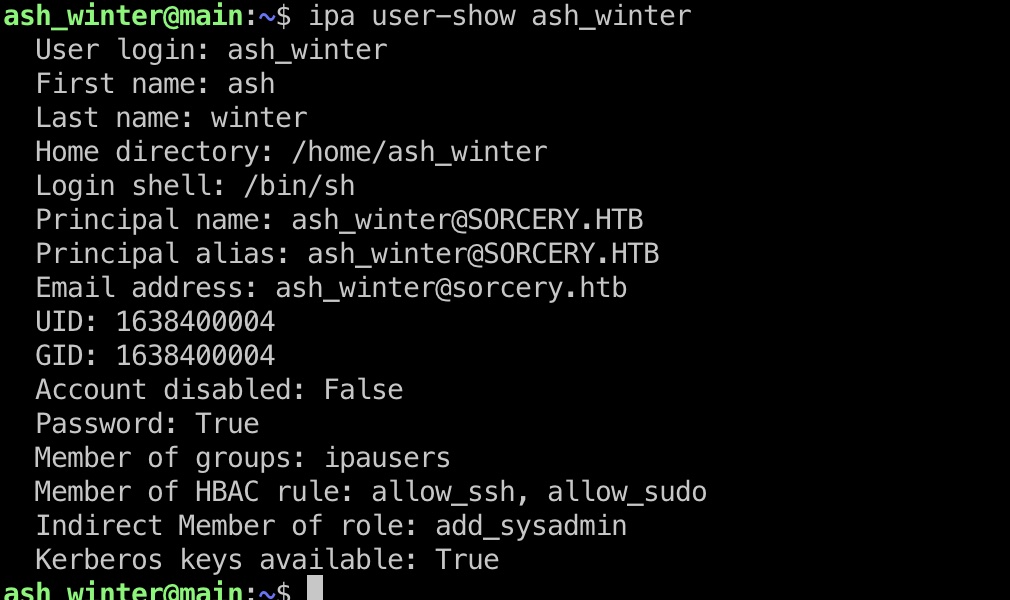 ash_winter@main:~$ ipa user-show ash_winter
User login: ash_winter
First name: ash
Last name: winter
Home directory: /home/ash_winter
Login shell: /bin/sh
Principal name: ash_winter@SORCERY.HTB
Principal alias: ash_winter@SORCERY.HTB
Email address: ash_winter@sorcery.htb
UID: 1638400004
GID: 1638400004
Account disabled: False
Password: True
Member of groups: ipausers
Member of HBAC rule: allow_ssh, allow_sudo
Indirect Member of role: add_sysadmin
Kerberos keys available: True
ash_winter@main:~$